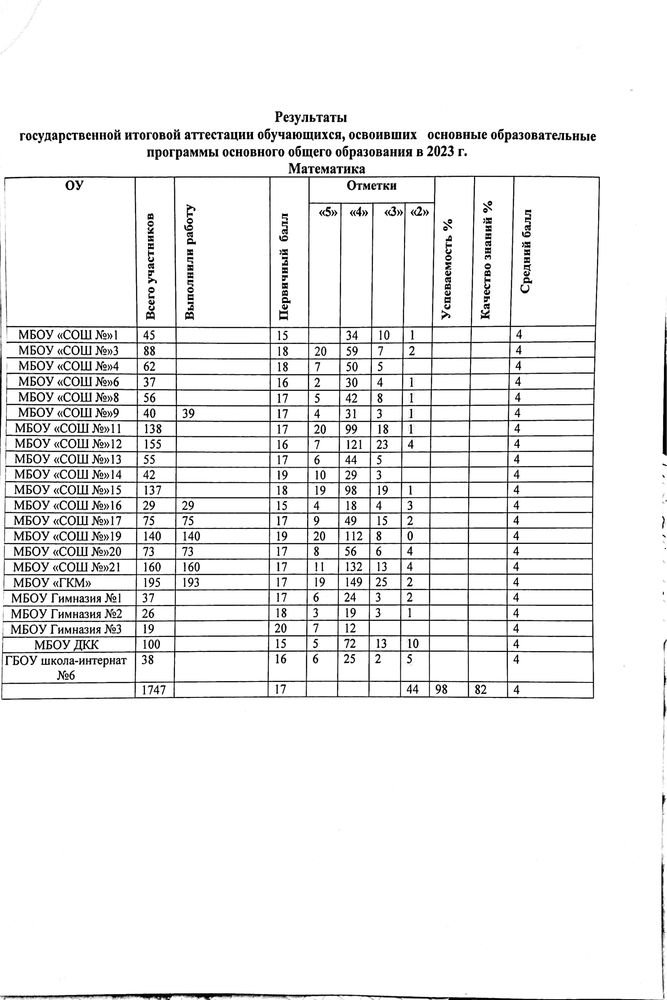 Результаты
государственной итоговой аттестации обучающихся, освоивших основные образовательные
программы основного общего образования в 2023 г.
Математика
ОУ Всего участников Выполнили работу Первичный балл Отметки Успеваемость % Качество знаний % Средний балл
«5» «4» «3» «2»
МБОУ «СОШ №»1 45 15 34 10 1 4
МБОУ «СОШ №»3 88 18 20 59 7 2 4
МБОУ «СОШ №»4 62 18 7 50 5 4
МБОУ «СОШ №»6 37 16 2 30 4 1 4
МБОУ «СОШ №»8 56 17 5 42 8 1 4
МБОУ «СОШ №»9 40 39 17 4 31 3 1 4
МБОУ «СОШ №»11 138 17 20 99 18 1 4
МБОУ «СОШ №»12 155 16 7 121 23 4 4
МБОУ «СОШ №»13 55 17 6 44 5 4
МБОУ «СОШ №»14 42 19 10 29 3 4
МБОУ «СОШ №»15 137 18 19 98 19 1 4
МБОУ «СОШ №»16 29 29 15 4 18 4 3 4
МБОУ «СОШ №»17 75 75 17 9 49 15 2 4
МБОУ «СОШ №»19 140 140 19 20 112 8 0 4
МБОУ «СОШ №»20 73 73 17 8 56 6 4 4
МБОУ «СОШ №»21 160 160 17 11 132 13 4 4
МБОУ «ГКМ» 195 193 17 19 149 25 2 4
МБОУ Гимназия №1 37 17 6 24 3 2 4
МБОУ Гимназия №2 26 18 3 19 3 1 4
МБОУ Гимназия №3 19 20 7 12 4
МБОУ ДКК 100 15 5 72 13 10 4
ГБОУ школа-интернат 38 16 6 25 2 5 4
№6
1747 17 44 98 82 4